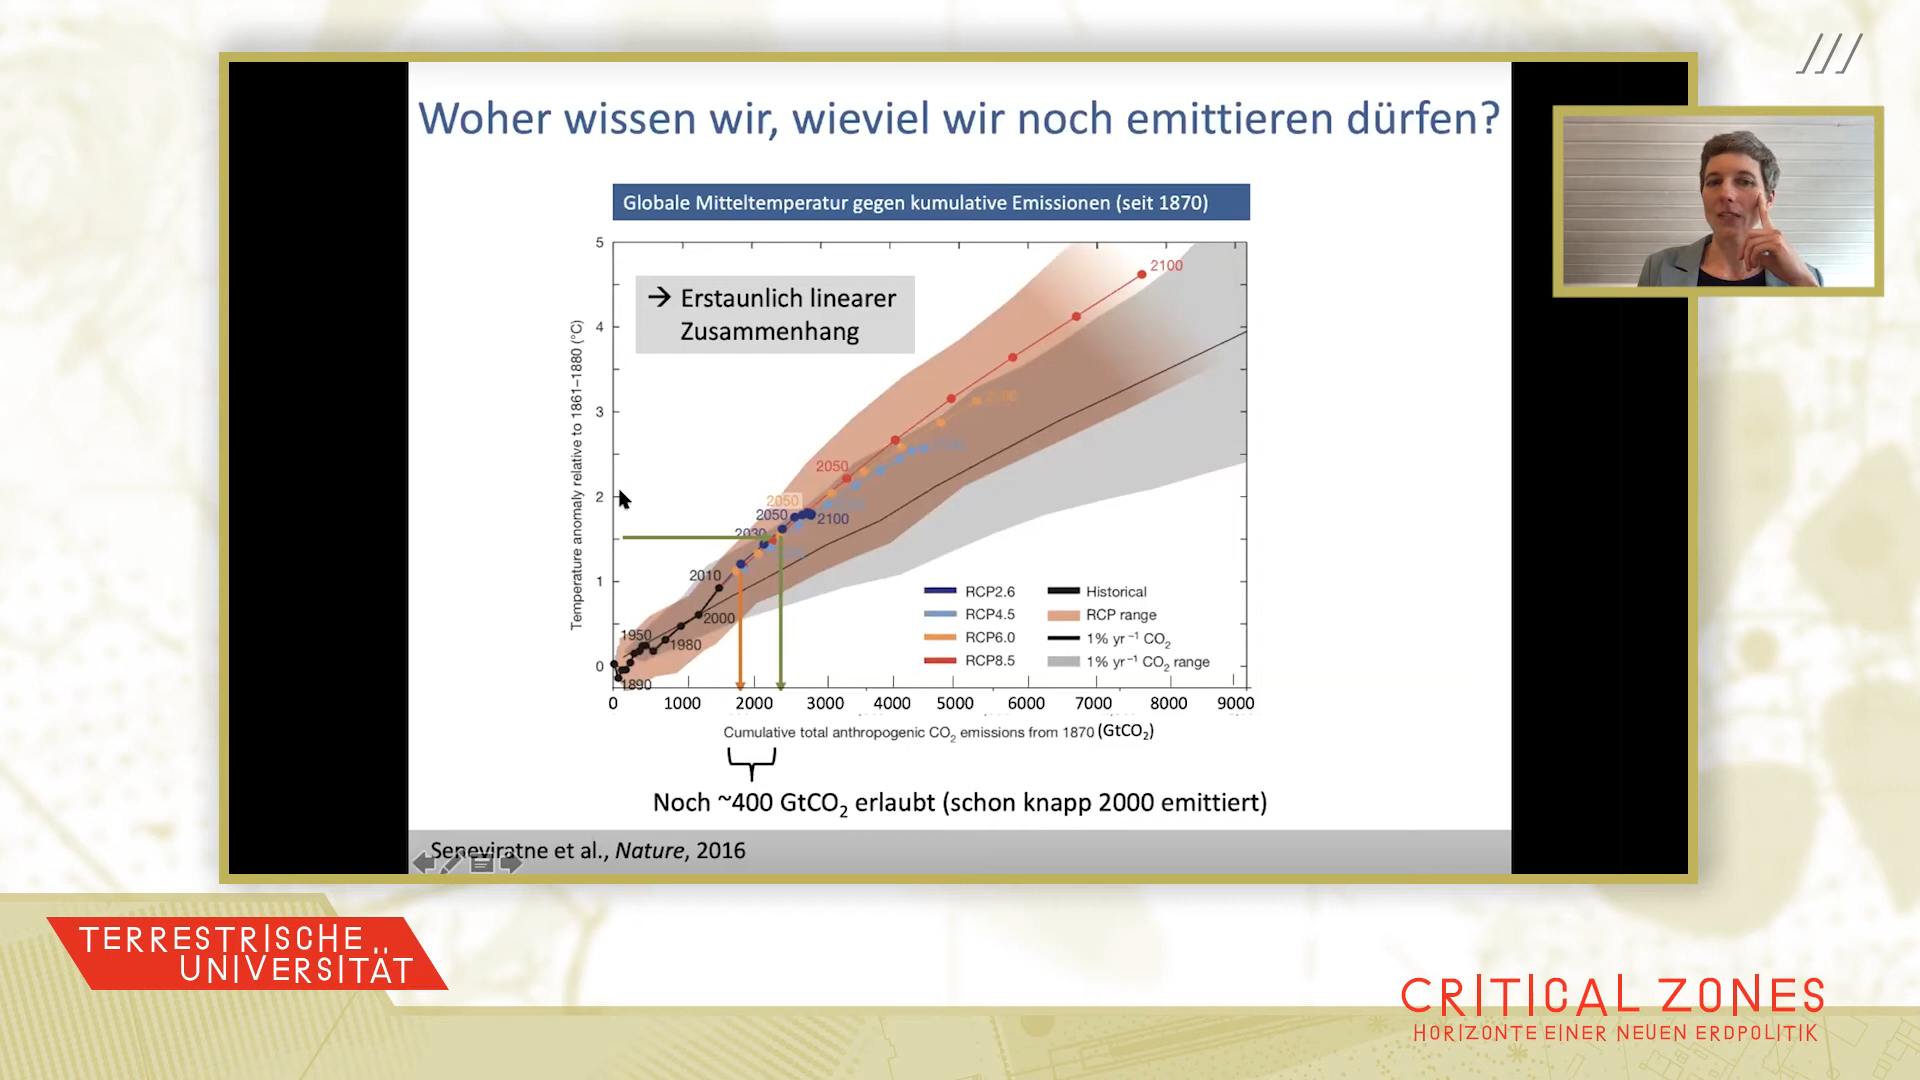 Woher wissen wir, wieviel wir noch emittieren dürfen?
Globale Mitteltemperatur gegen kumulative Emissionen (seit 1870)
→ Erstaunlich linearer
Zusammenhang
Temperature anomaly relative to 1861–1880 (°C)
5
4
3
2
1
0
2100
2100
2050
2050
2050
2100
2030
2010
2000
1950
1980
1890
RCP2.6
RCP4.5
RCP6.0
RCP8.5
Historical
RCP range
1% yr⁻¹ CO₂
1% yr⁻¹ CO₂ range
0 1000 2000 3000 4000 5000 6000 7000 8000 9000
Cumulative total anthropogenic CO₂ emissions from 1870 (GtCO₂)
Noch ~400 GtCO₂ erlaubt (schon knapp 2000 emittiert)
Seneviratne et al., Nature, 2016
TERRESTRISCHE
UNIVERSITÄT
CRITICAL ZONES
HORIZONTE EINER NEUEN ERDPOLITIK